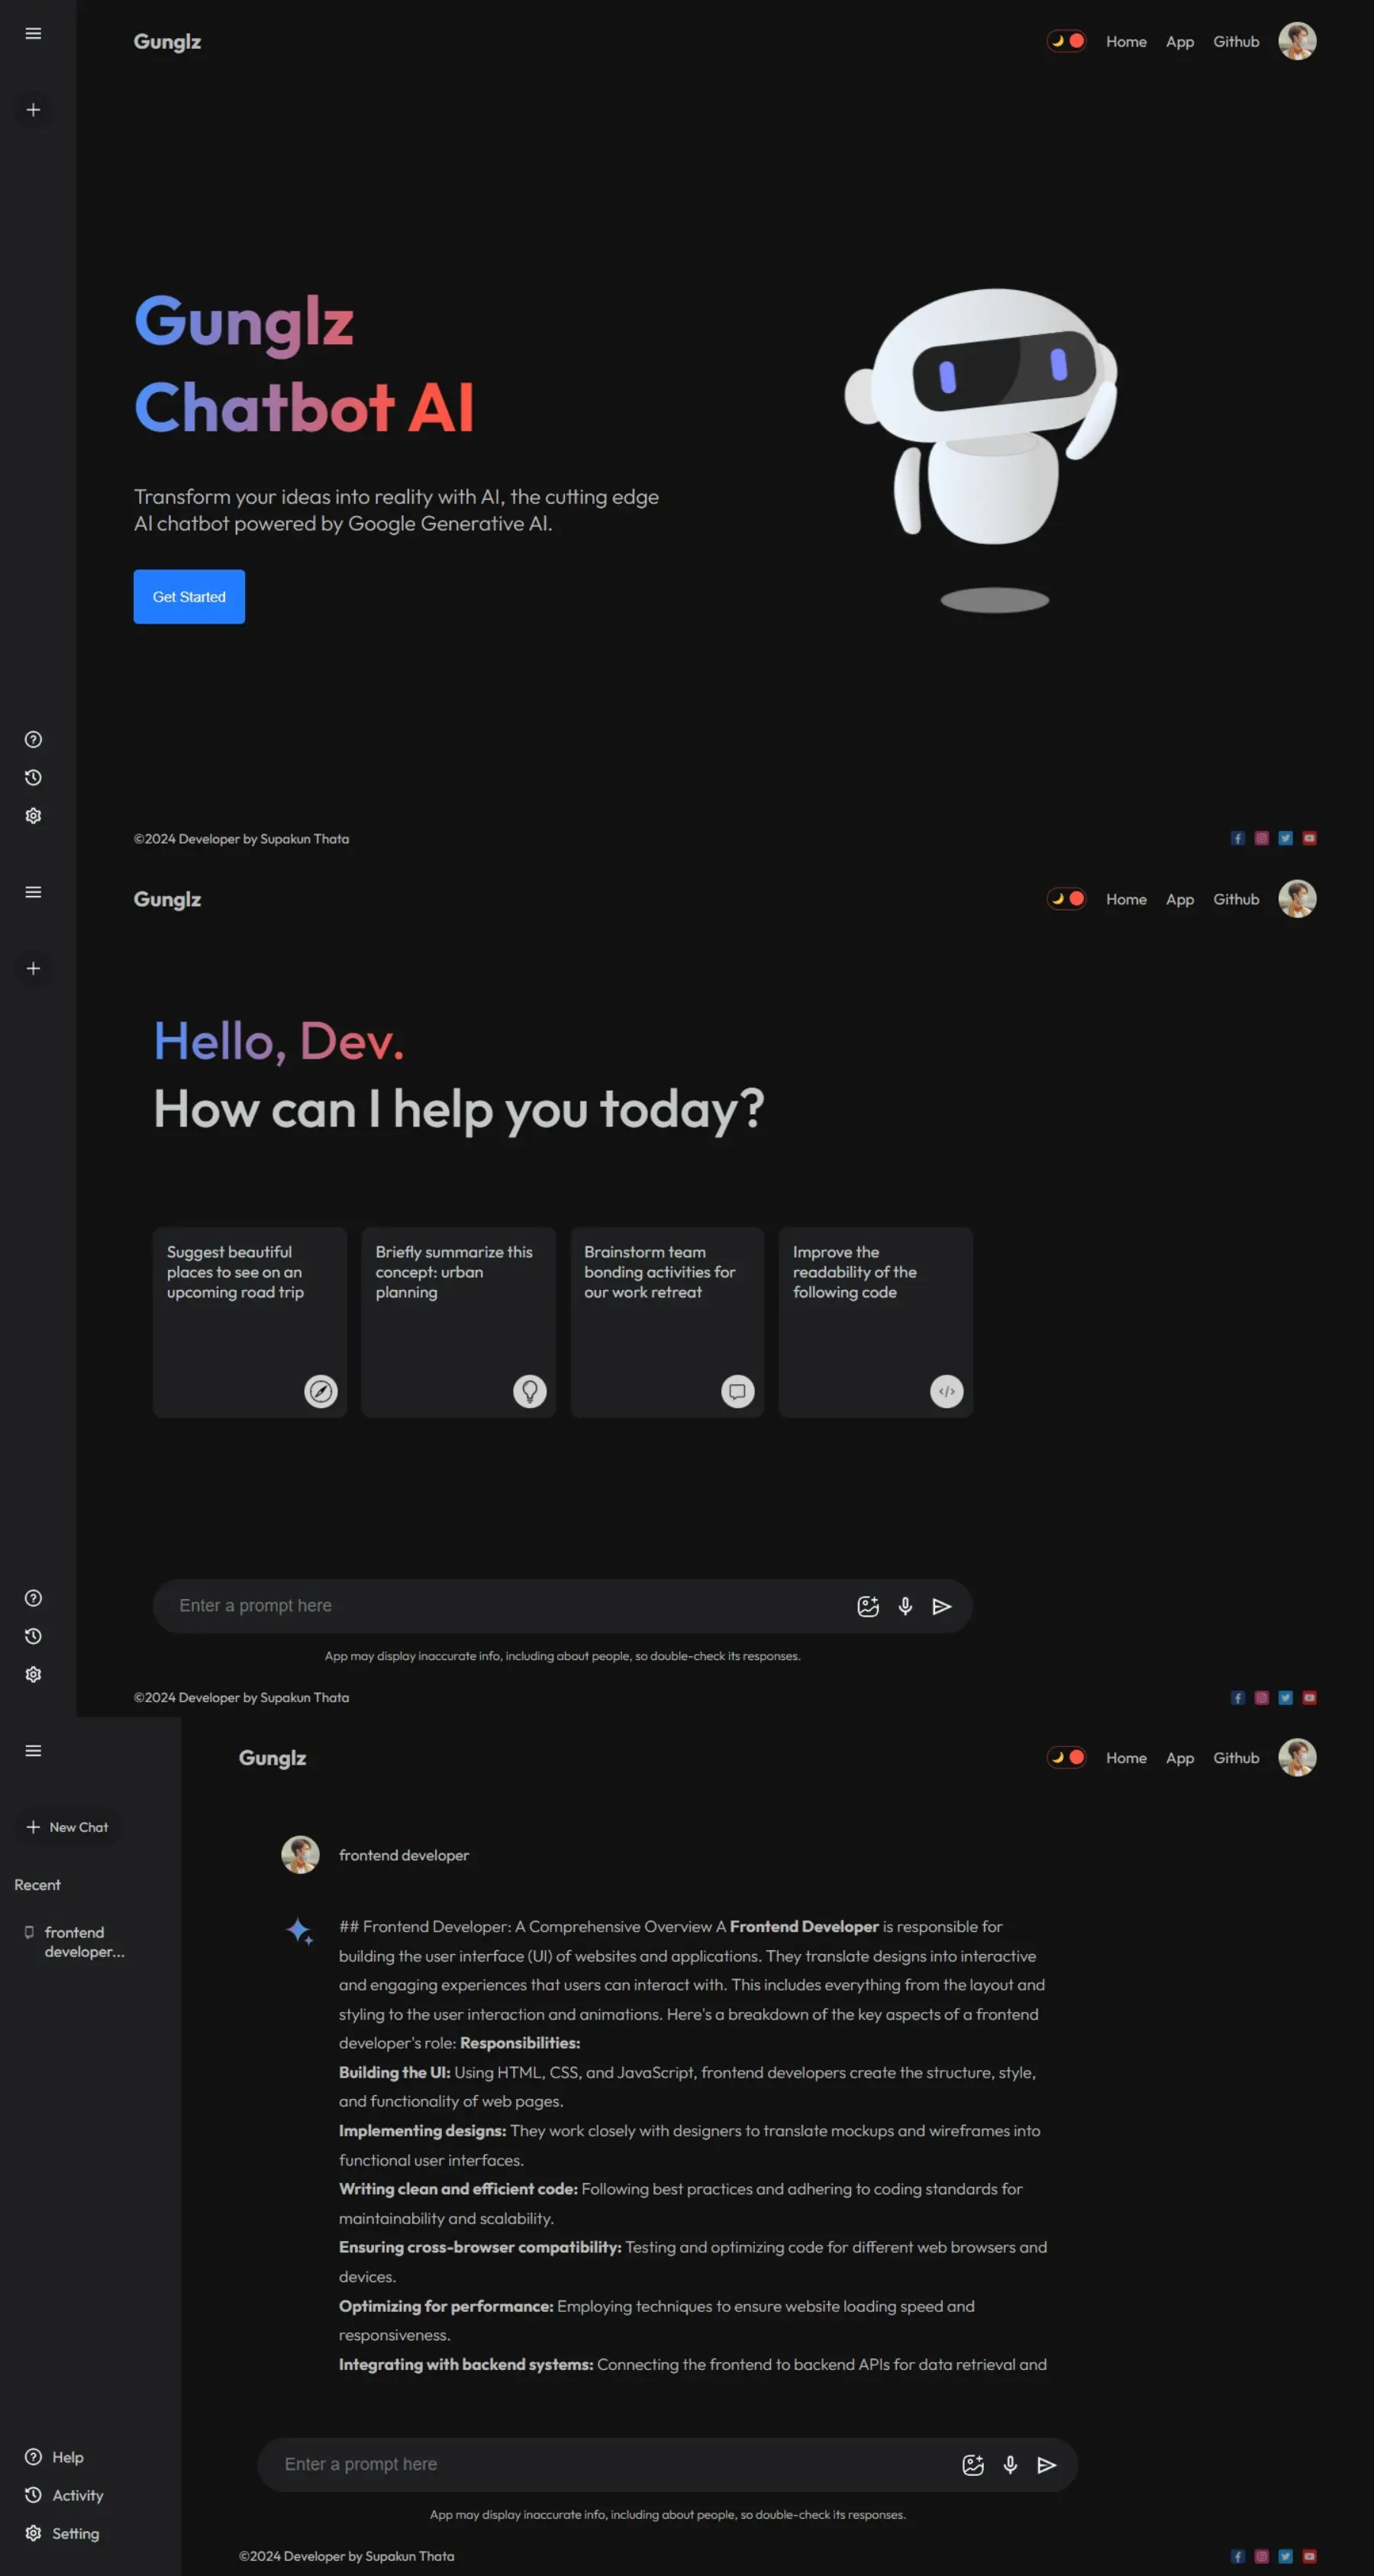 Gunglz
Home App Github
Gunglz
Chatbot AI
Transform your ideas into reality with AI, the cutting edge
AI chatbot powered by Google Generative AI.
Get Started
©2024 Developer by Supakun Thata
Gunglz
Home App Github
Hello, Dev.
How can I help you today?
Suggest beautiful
places to see on an
upcoming road trip
Briefly summarize this
concept: urban
planning
Brainstorm team
bonding activities for
our work retreat
Improve the
readability of the
following code
Enter a prompt here
App may display inaccurate info, including about people, so double-check its responses.
©2024 Developer by Supakun Thata
Gunglz
Home App Github
New Chat
Recent
frontend
developer...
frontend developer
## Frontend Developer: A Comprehensive Overview A Frontend Developer is responsible for
building the user interface (UI) of websites and applications. They translate designs into interactive
and engaging experiences that users can interact with. This includes everything from the layout and
styling to the user interaction and animations. Here's a breakdown of the key aspects of a frontend
developer's role: Responsibilities:
Building the UI: Using HTML, CSS, and JavaScript, frontend developers create the structure, style,
and functionality of web pages.
Implementing designs: They work closely with designers to translate mockups and wireframes into
functional user interfaces.
Writing clean and efficient code: Following best practices and adhering to coding standards for
maintainability and scalability.
Ensuring cross-browser compatibility: Testing and optimizing code for different web browsers and
devices.
Optimizing for performance: Employing techniques to ensure website loading speed and
responsiveness.
Integrating with backend systems: Connecting the frontend to backend APIs for data retrieval and
Help
Activity
Setting
Enter a prompt here
App may display inaccurate info, including about people, so double-check its responses.
©2024 Developer by Supakun Thata